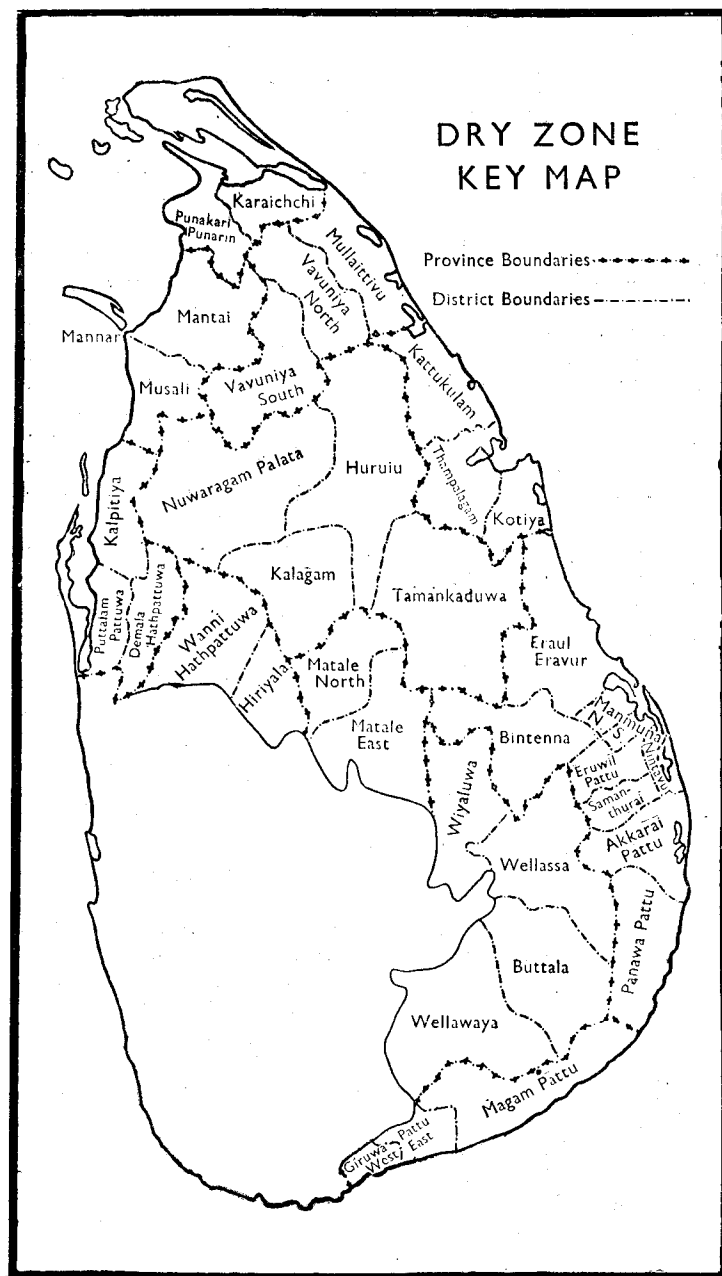 DRY ZONE
KEY MAP
Province Boundaries
District Boundaries
Karaichchi
Punakari
Punarin
Mullaittivu
Vavuniya
North
Mantai
Mannar
Musali
Vavuniya
South
Kattukulam
Nuwaragam Palata
Huruiu
Thampalagam
Kotiya
Kalpitiya
Kalagam
Tamankaduwa
Puttalam
Pattuwa
Demala
Hathpattuwa
Wanni
Hathpattuwa
Hiriyala
Matale
North
Eraul
Eravur
Matale
East
Bintenna
Manmuna
N
S
Nintavur
Eruwil
Pattu
Saman-
thurai
Wiyaluwa
Akkarai
Pattu
Wellassa
Panawa Pattu
Buttala
Wellawaya
Magam Pattu
Giruwa Pattu
West East